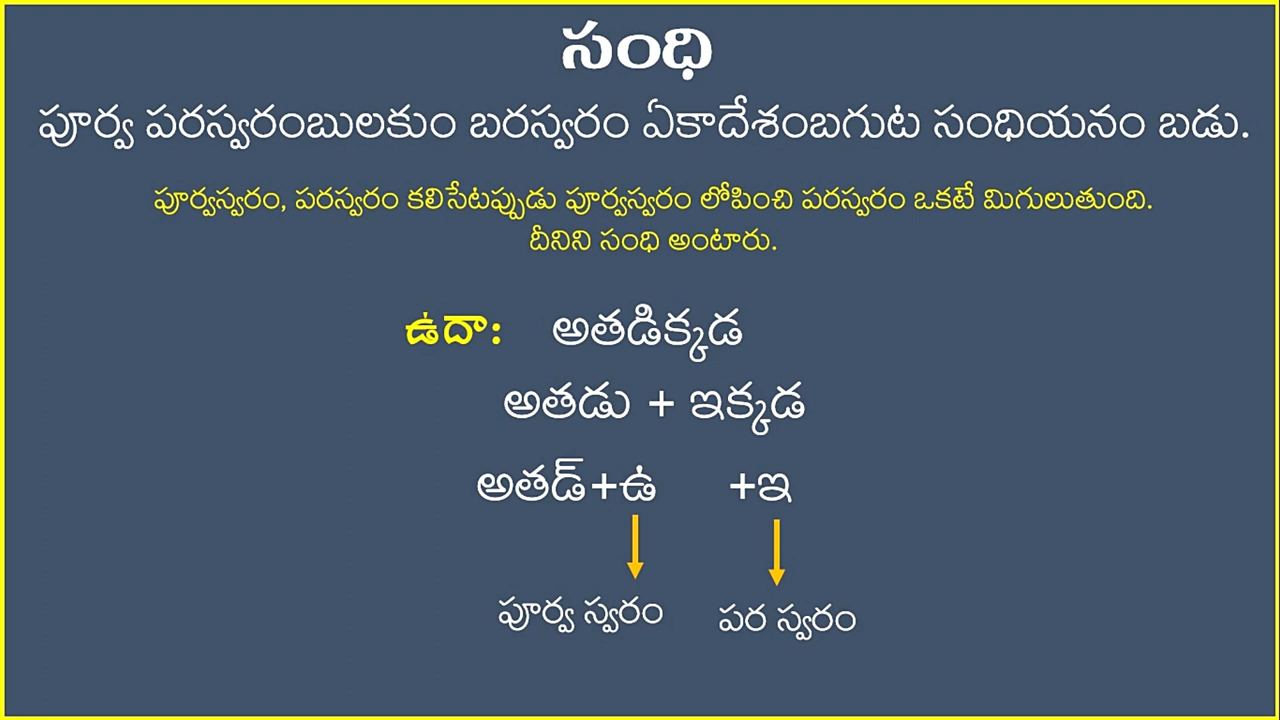 సంధి
పూర్వ పరస్వరంబులకుం బరస్వరం ఏకాదేశంబగుట సంధియనం బడు.
పూర్వస్వరం, పరస్వరం కలిసేటప్పుడు పూర్వస్వరం లోపించి పరస్వరం ఒకటే మిగులుతుంది.
దీనిని సంధి అంటారు.
ఉదా: అతడిక్కడ
అతడు + ఇక్కడ
అతడ్+ఉ +ఇ
పూర్వ స్వరం పర స్వరం